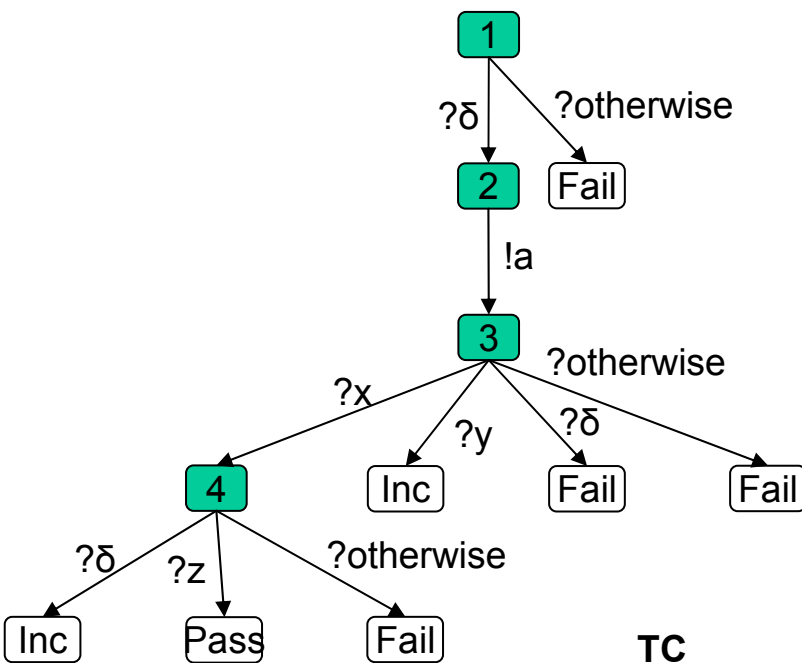 1
?otherwise
?δ
2
Fail
!a
3
?otherwise
?x
?y
?δ
4
Inc
Fail
Fail
?δ
?z
?otherwise
Inc
Pass
Fail
TC